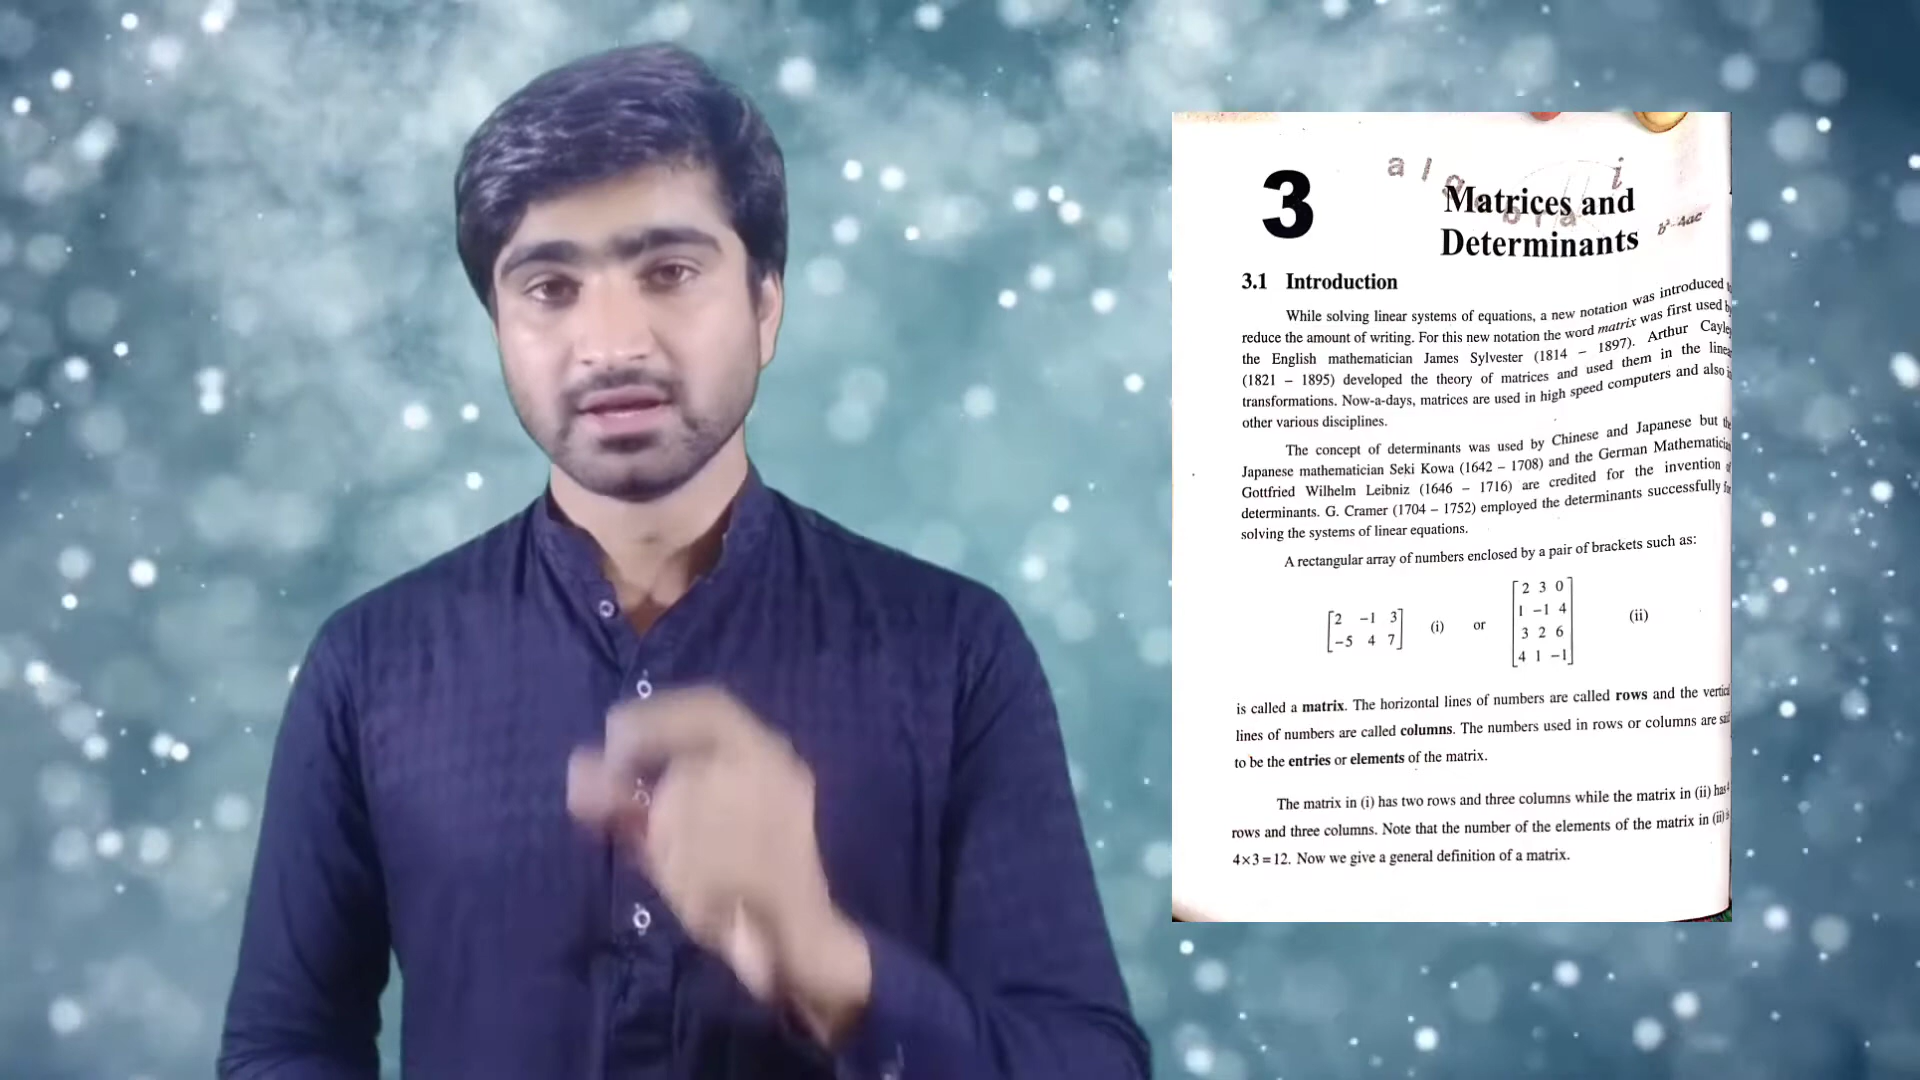 3
a l g e b r a i
Matrices and
Determinants
b²-4ac
3.1 Introduction
While solving linear systems of equations, a new notation was introduced
reduce the amount of writing. For this new notation the word matrix was first used
the English mathematician James Sylvester (1814 – 1897). Arthur
(1821 – 1895) developed the theory of matrices and used them in the
transformations. Now-a-days, matrices are used in high speed computers and also
other various disciplines.
The concept of determinants was used by Chinese and Japanese but
Japanese mathematician Seki Kowa (1642 – 1708) and the German
Gottfried Wilhelm Leibniz (1646 – 1716) are credited for the invention
determinants. G. Cramer (1704 – 1752) employed the determinants successfully
solving the systems of linear equations.
A rectangular array of numbers enclosed by a pair of brackets such as:
[2 -1 3
-5 4 7] (i) or [2 3 0
1 -1 4
3 2 6
4 1 -1] (ii)
is called a matrix. The horizontal lines of numbers are called rows and the
lines of numbers are called columns. The numbers used in rows or columns are
to be the entries or elements of the matrix.
The matrix in (i) has two rows and three columns while the matrix in (ii) has
rows and three columns. Note that the number of the elements of the matrix in (ii)
4×3=12. Now we give a general definition of a matrix.